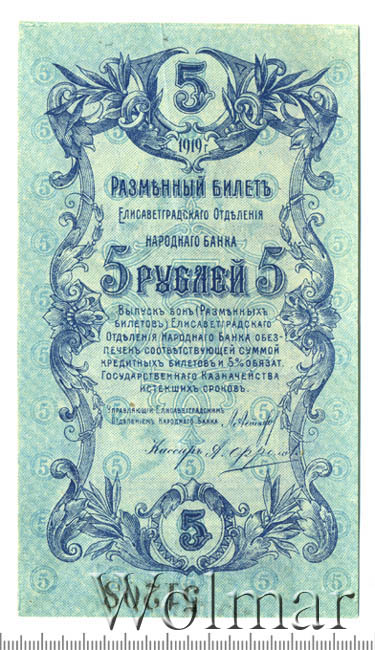 5
1919 г.
РАЗМѢННЫЙ БИЛЕТЪ
ЕЛИСАВЕТГРАДСКАГО ОТДѢЛЕНІЯ
НАРОДНАГО БАНКА
5 РУБЛЕЙ 5
ВЫПУСКЪ БОНЪ (РАЗМѢННЫХЪ
БИЛЕТОВЪ) ЕЛИСАВЕТГРАДСКАГО
ОТДѢЛЕНІЯ НАРОДНАГО БАНКА ОБЕЗ-
ПЕЧЕНЪ СООТВѢТСТВУЮЩЕЙ СУММОЙ
КРЕДИТНЫХЪ БИЛЕТОВЪ И 5% ОБЯЗАТ.
ГОСУДАРСТВЕННАГО КАЗНАЧЕЙСТВА
ИСТЕКШИХЪ СРОКОВЪ.
УПРАВЛЯЮЩІЙ ЕЛИСАВЕТГРАДСКИМЪ
ОТДѢЛЕНІЕМЪ НАРОДНАГО БАНКА
Кассиръ
5
Wolmar